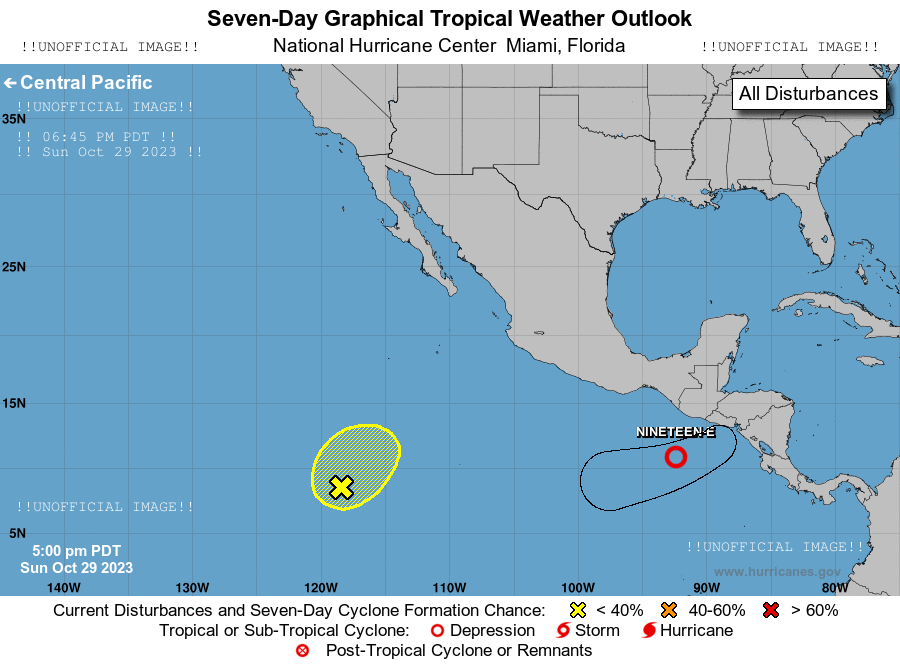 Seven-Day Graphical Tropical Weather Outlook
!!UNOFFICIAL IMAGE!! National Hurricane Center Miami, Florida !!UNOFFICIAL IMAGE!!
← Central Pacific
All Disturbances
!!UNOFFICIAL IMAGE!!
35N
!! 06:45 PM PDT !!
!! Sun Oct 29 2023 !!
25N
15N
NINETEEN-E
!!UNOFFICIAL IMAGE!!
5N
!!UNOFFICIAL IMAGE!!
5:00 pm PDT
Sun Oct 29 2023
www.hurricanes.gov
140W 130W 120W 110W 100W 90W 80W
Current Disturbances and Seven-Day Cyclone Formation Chance: < 40% 40-60% > 60%
Tropical or Sub-Tropical Cyclone: Depression Storm Hurricane
Post-Tropical Cyclone or Remnants